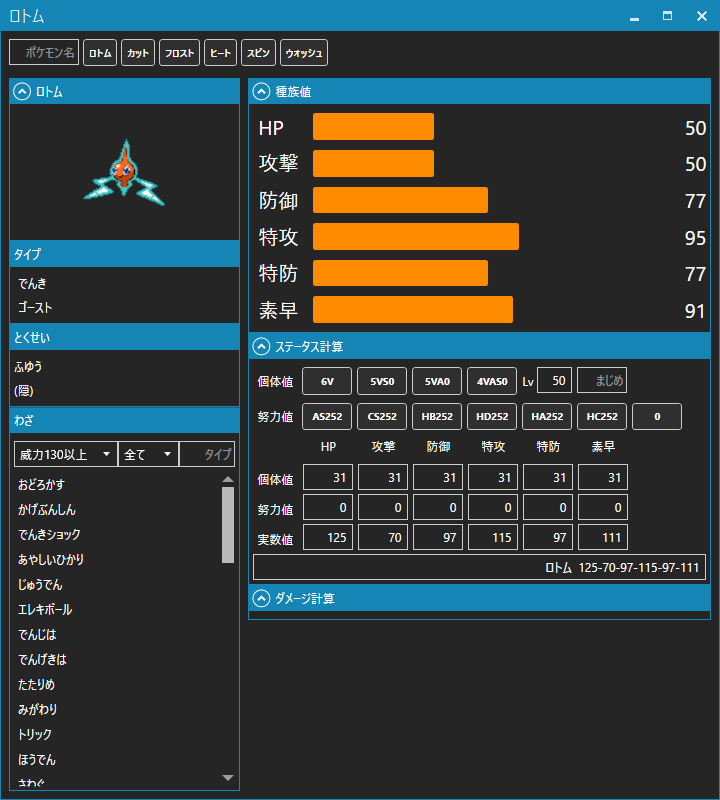 ロトム
ポケモン名 ロトム カット フロスト ヒート スピン ウォッシュ
ロトム
タイプ
でんき
ゴースト
とくせい
ふゆう
(隠)
わざ
威力130以上 全て タイプ
おどろかす
かげぶんしん
でんきショック
あやしいひかり
じゅうでん
エレキボール
でんじは
でんげきは
たたりめ
みがわり
トリック
ほうでん
さわぐ
種族値
HP 50
攻撃 50
防御 77
特攻 95
特防 77
素早 91
ステータス計算
個体値 6V 5VS0 5VA0 4VAS0 Lv 50 まじめ
努力値 AS252 CS252 HB252 HD252 HA252 HC252 0
HP 攻撃 防御 特攻 特防 素早
個体値 31 31 31 31 31 31
努力値 0 0 0 0 0 0
実数値 125 70 97 115 97 111
ロトム 125-70-97-115-97-111
ダメージ計算